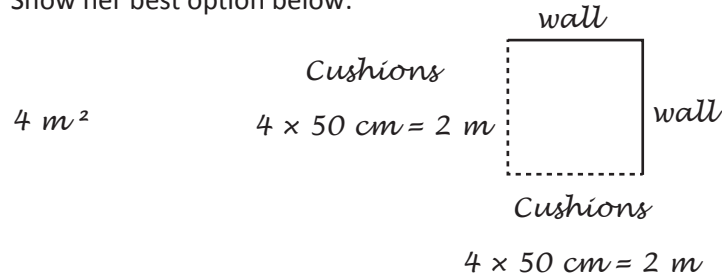 Show her best option below.
wall
Cushions
4 m²
4 × 50 cm = 2 m
wall
Cushions
4 × 50 cm = 2 m